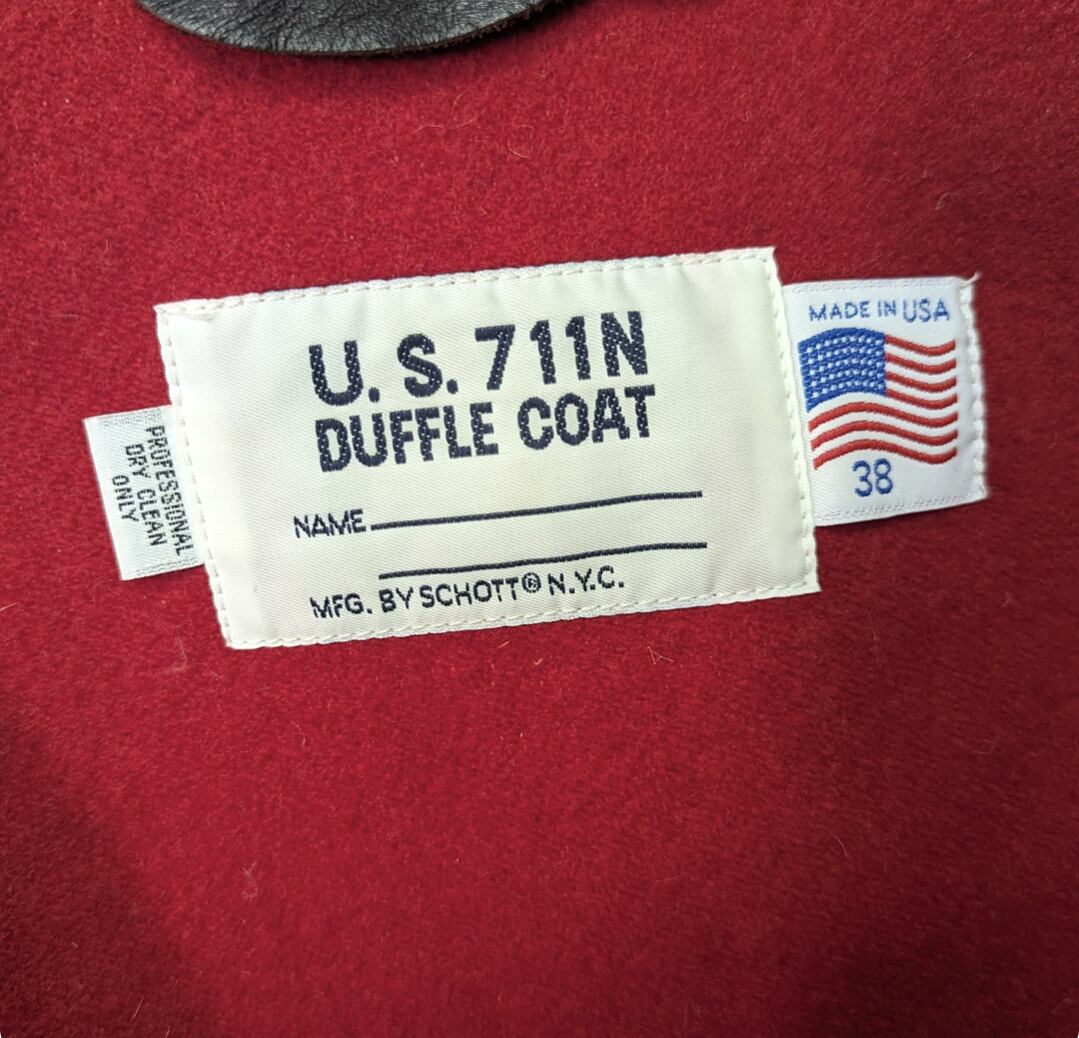 U. S. 711N
DUFFLE COAT
NAME
MFG. BY SCHOTT® N.Y.C.
MADE IN USA
38
PROFESSIONAL
DRY CLEAN
ONLY